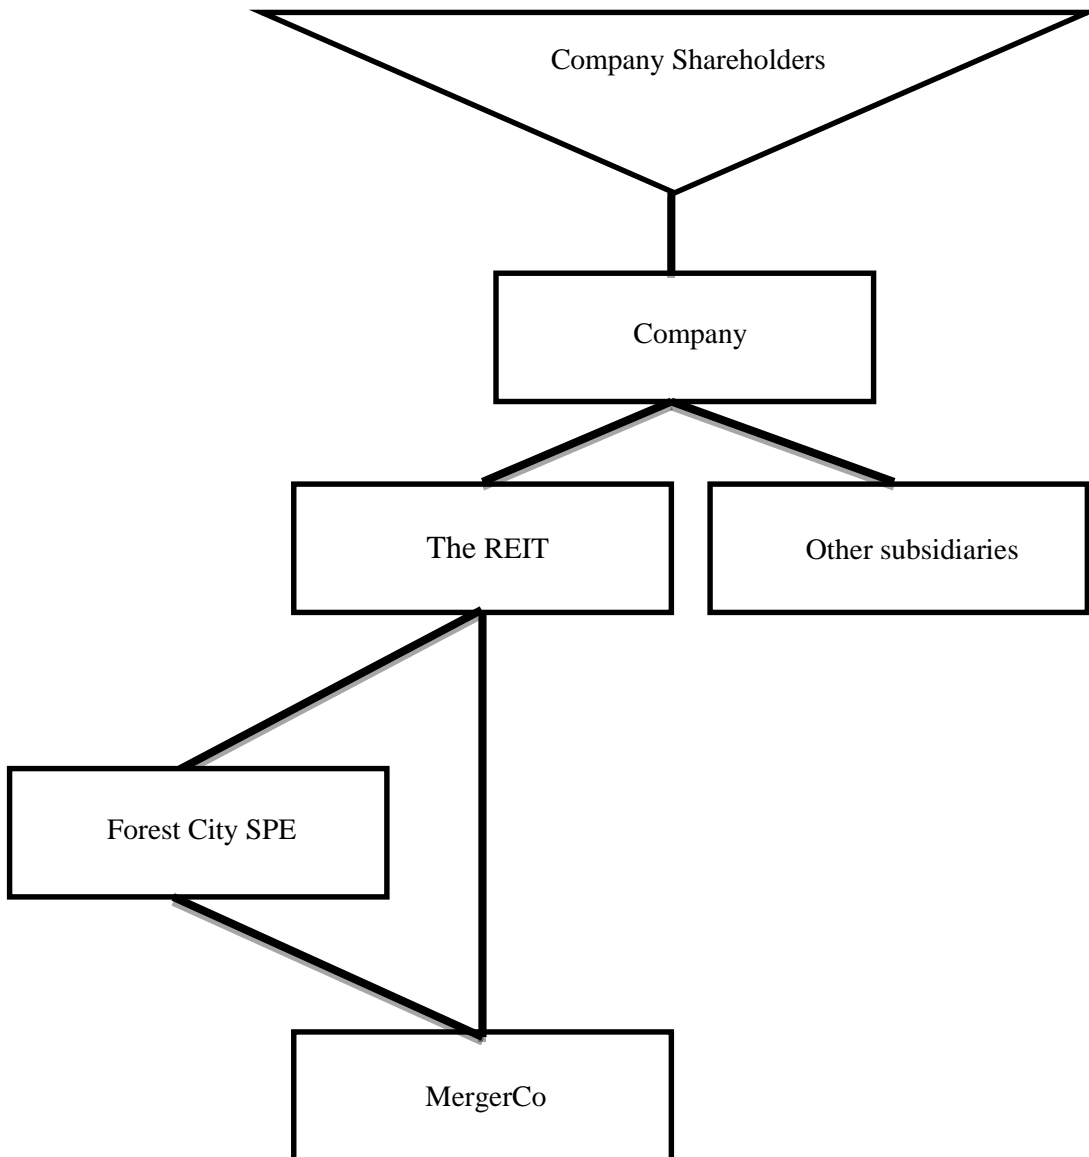 Company Shareholders
Company
The REIT
Other subsidiaries
Forest City SPE
MergerCo